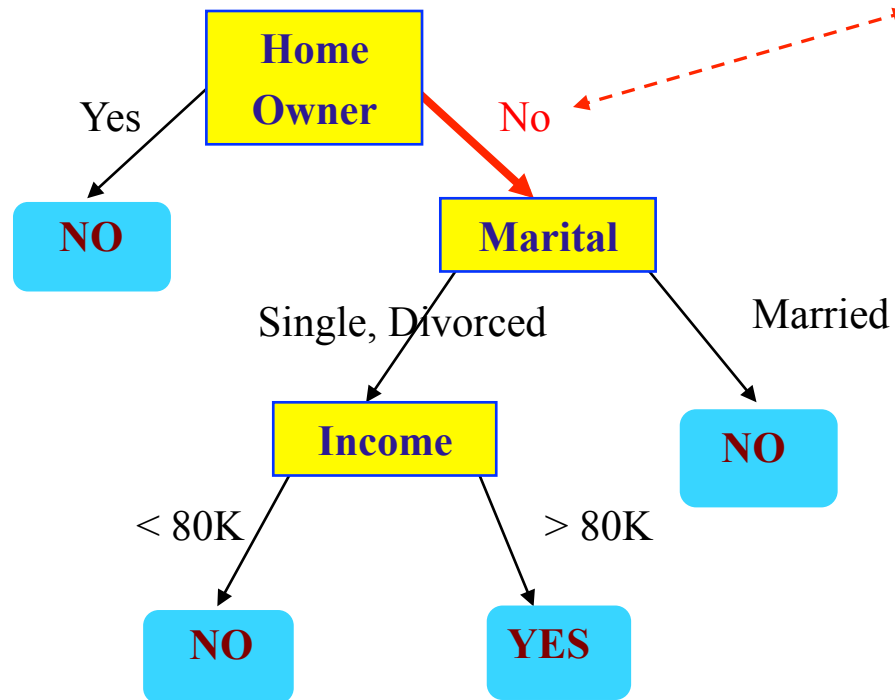 Home
Owner
Yes
No
NO
Marital
Single, Divorced
Married
Income
NO
< 80K
> 80K
NO
YES